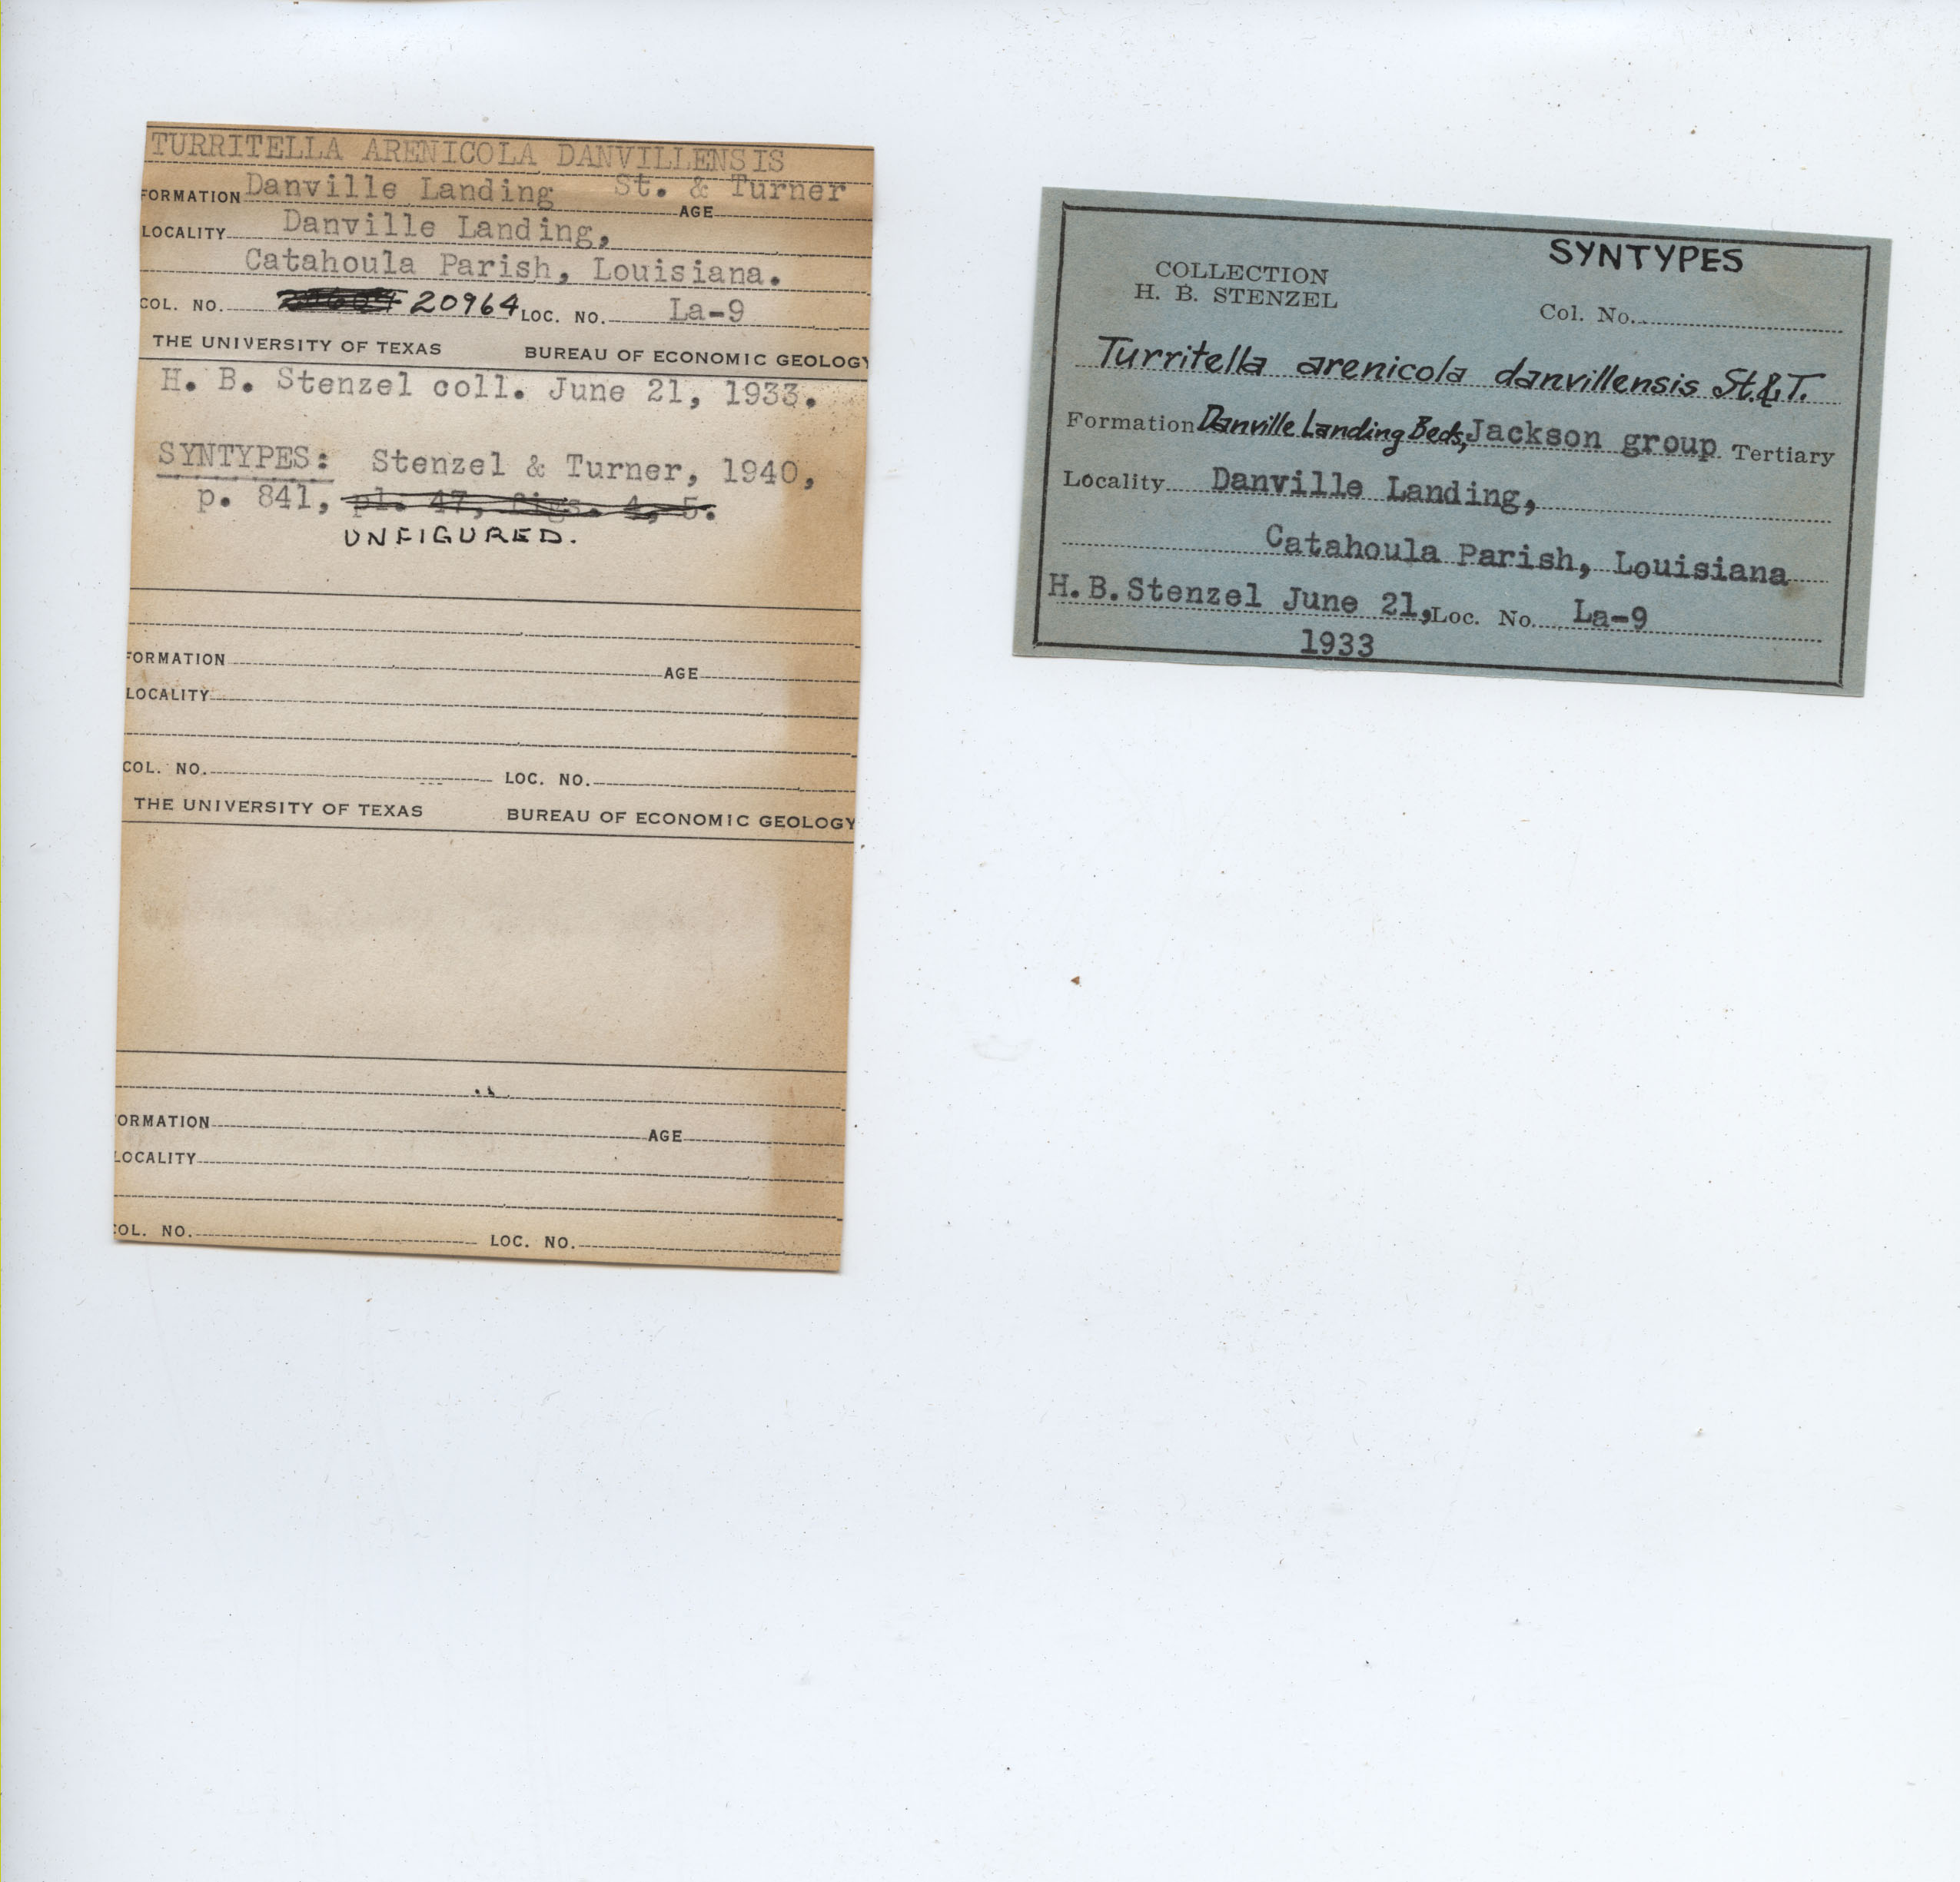 TURRITELLA ARENICOLA DANVILLENSIS
FORMATION Danville Landing St. & Turner AGE
LOCALITY Danville Landing,
Catahoula Parish, Louisiana.
COL. NO. 20964 LOC. NO. La-9
THE UNIVERSITY OF TEXAS BUREAU OF ECONOMIC GEOLOGY
H. B. Stenzel coll. June 21, 1933.
SYNTYPES: Stenzel & Turner, 1940,
p. 841, pl. 47, figs. 4, 5.
UNFIGURED.
FORMATION AGE
LOCALITY
COL. NO. LOC. NO.
THE UNIVERSITY OF TEXAS BUREAU OF ECONOMIC GEOLOGY
ORMATION AGE
LOCALITY
COL. NO. LOC. NO.
SYNTYPES
COLLECTION
H. B. STENZEL
Col. No.
Turritella arenicola danvillensis St.&T.
Formation Danville Landing Beds, Jackson group Tertiary
Locality Danville Landing,
Catahoula Parish, Louisiana
H.B.Stenzel June 21, Loc. No. La-9
1933